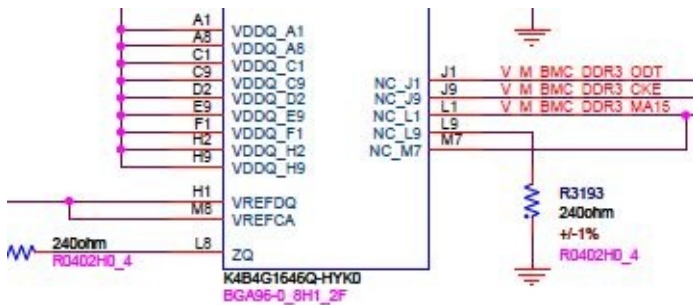 A1 VDDQ_A1
A8 VDDQ_A8
C1 VDDQ_C1
C9 VDDQ_C9
D2 VDDQ_D2
E9 VDDQ_E9
F1 VDDQ_F1
H2 VDDQ_H2
H9 VDDQ_H9
H1 VREFDQ
M8 VREFCA
L8 ZQ
240ohm
R0402H0_4
NC_J1 J1 V_M_BMC_DDR3_ODT
NC_J9 J9 V_M_BMC_DDR3_CKE
NC_L1 L1 V_M_BMC_DDR3_MA15
NC_L9 L9
NC_M7 M7
R3193
240ohm
+/-1%
R0402H0_4
K4B4G1646Q-HYK0
BGA96-0_8H1_2F